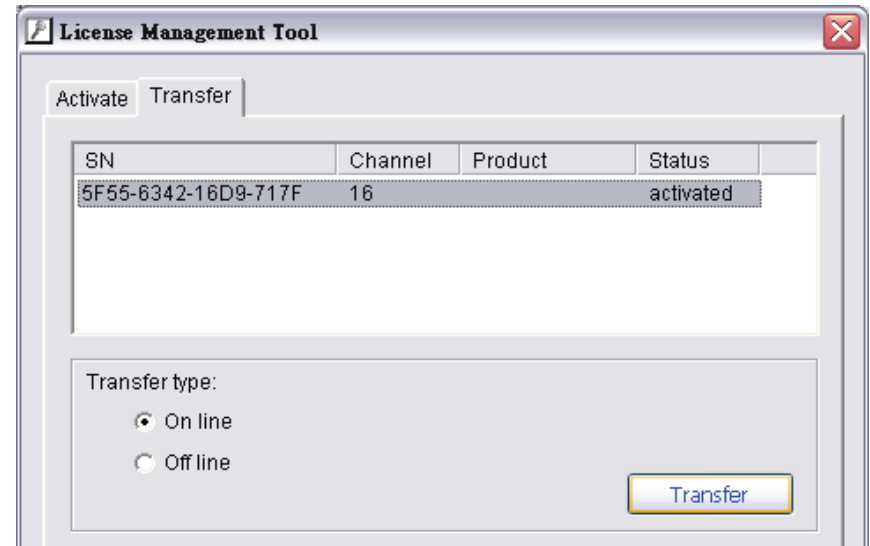 License Management Tool
Activate Transfer
SN Channel Product Status
5F55-6342-16D9-717F 16 activated
Transfer type:
On line
Off line
Transfer